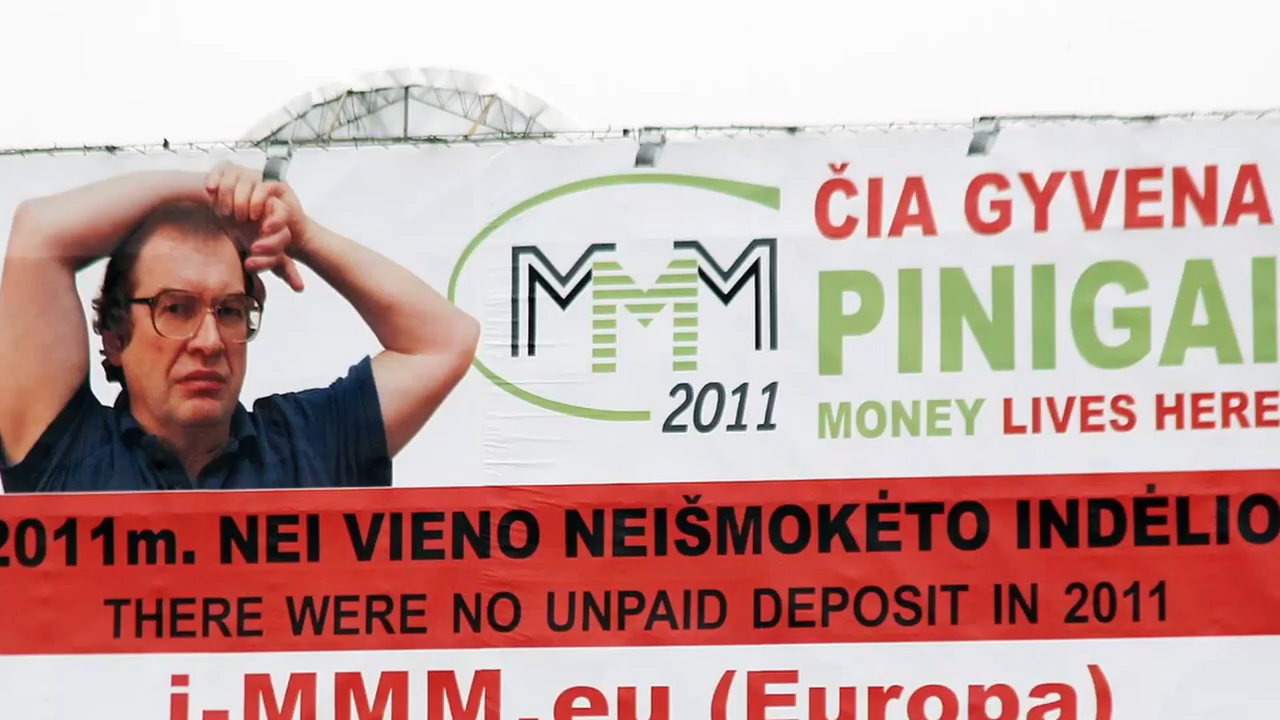 MMM
2011
ČIA GYVENA
PINIGAI
MONEY LIVES HERE
2011m. NEI VIENO NEIŠMOKĖTO INDĖLIO
THERE WERE NO UNPAID DEPOSIT IN 2011
i-MMM.eu (Europa)